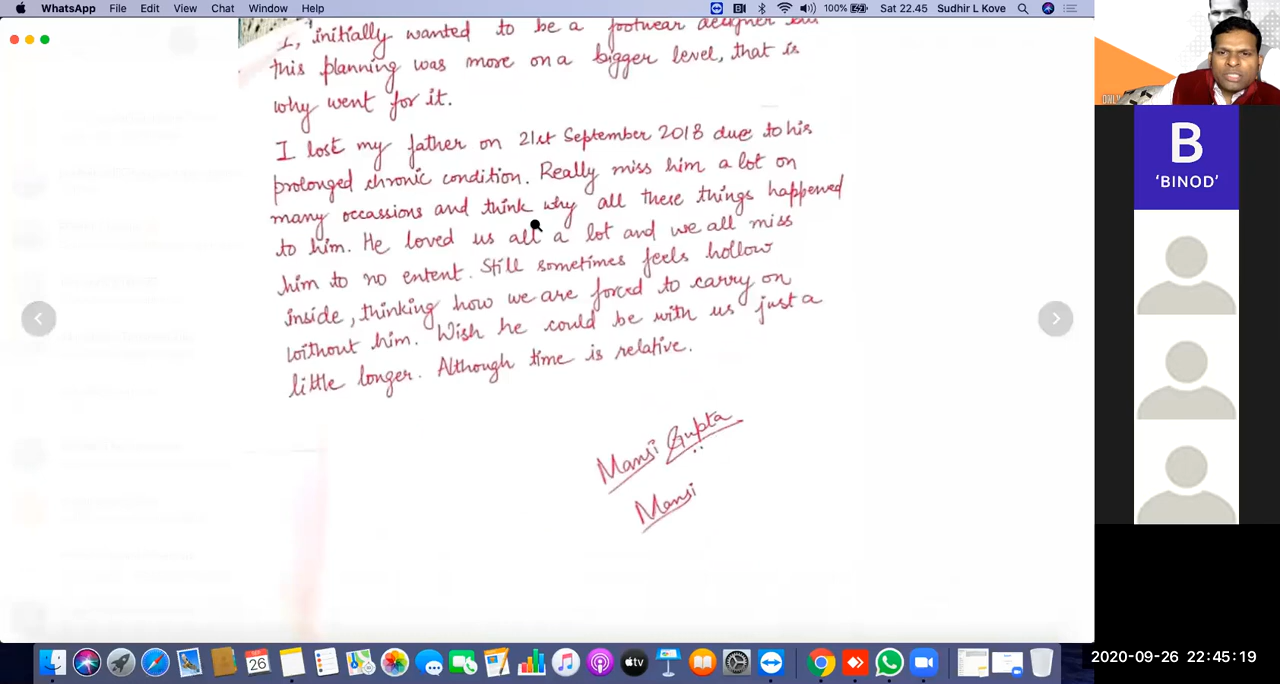 WhatsApp File Edit View Chat Window Help 100% Sat 22.45 Sudhir L Kove
I, initially wanted to be a footwear designer but
this planning was more on a bigger level, that is
why went for it.
I lost my father on 21st September 2018 due to his
prolonged chronic condition. Really miss him a lot on
many occassions and think why all these things happened
to him. He loved us all a lot and we all miss
him to no entent. Still sometimes feels hollow
inside, thinking how we are forced to carry on
without him. Wish he could be with us just a
little longer. Although time is relative.
Mansi Gupta
Mansi
B
'BINOD'
SEP
26
tv
2020-09-26 22:45:19